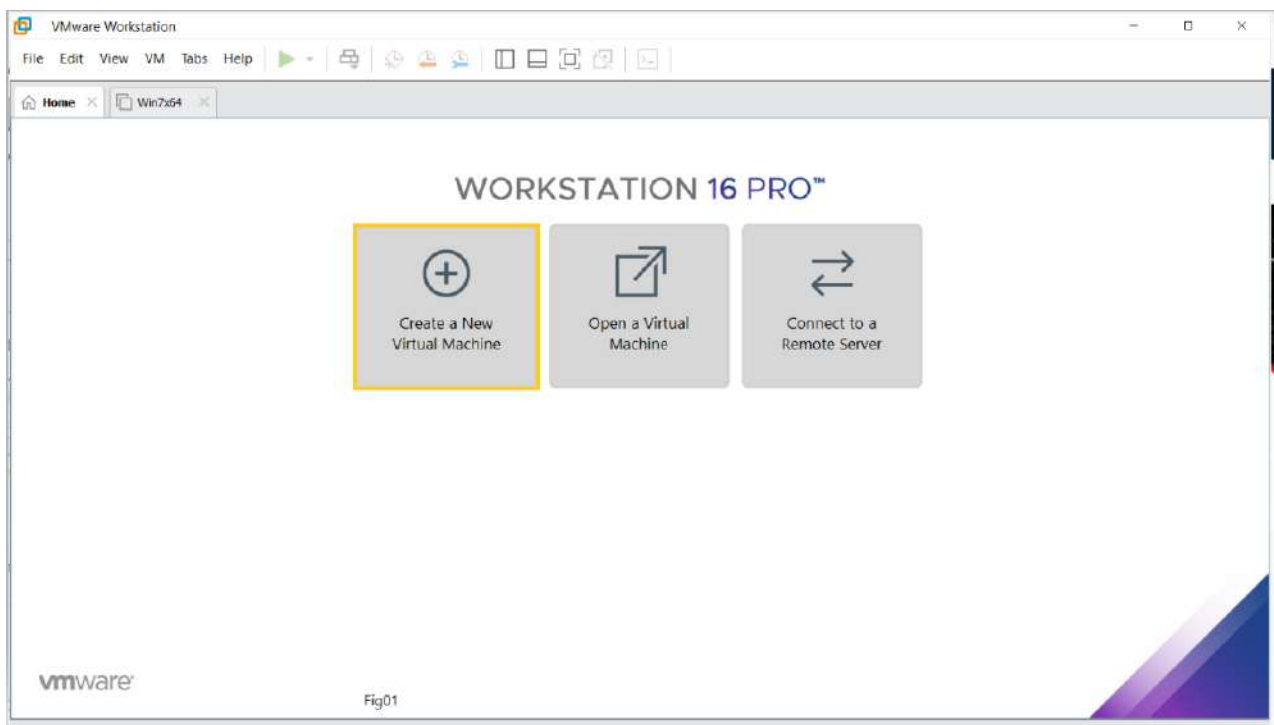 VMware Workstation
File Edit View VM Tabs Help
Home Win7x64
WORKSTATION 16 PRO™
Create a New
Virtual Machine
Open a Virtual
Machine
Connect to a
Remote Server
vmware
Fig01